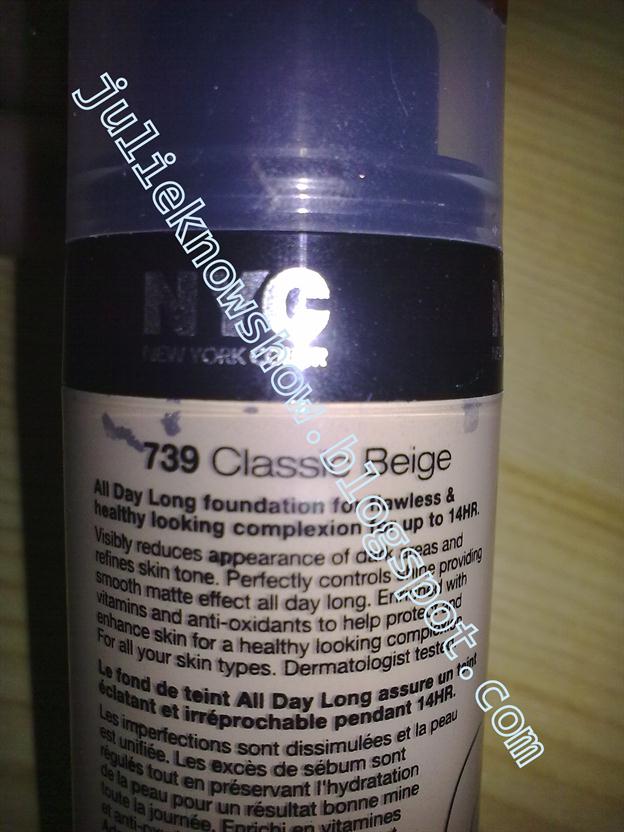 julieknowshow.blogspot.com
NYC
NEW YORK COLOR
739 Classic Beige
All Day Long foundation for flawless &
healthy looking complexion up to 14HR.
Visibly reduces appearance of dark areas and
refines skin tone. Perfectly controls providing
smooth matte effect all day long. Enriched with
vitamins and anti-oxidants to help protect and
enhance skin for a healthy looking complexion.
For all your skin types. Dermatologist tested.
Le fond de teint All Day Long assure un teint
éclatant et irréprochable pendant 14HR.
Les imperfections sont dissimulées et la peau
est unifiée. Les excès de sébum sont
régulés tout en préservant l'hydratation
de la peau pour un résultat bonne mine
toute la journée. Enrichi en vitamines